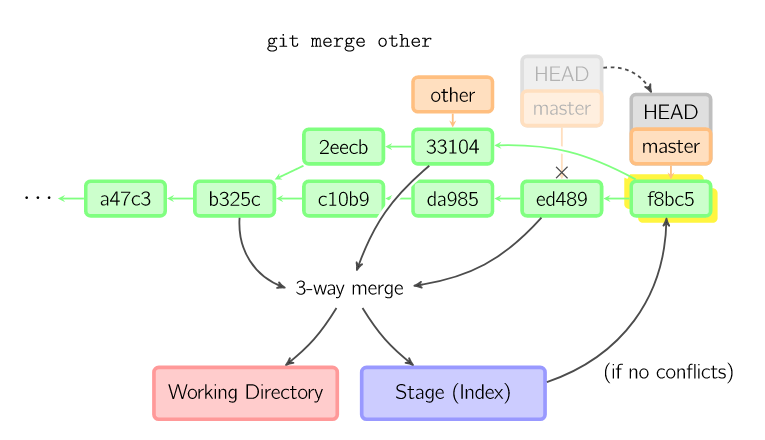 git merge other
HEAD
master
other
HEAD
master
2eecb
33104
...
a47c3
b325c
c10b9
da985
ed489
f8bc5
3-way merge
(if no conflicts)
Working Directory
Stage (Index)